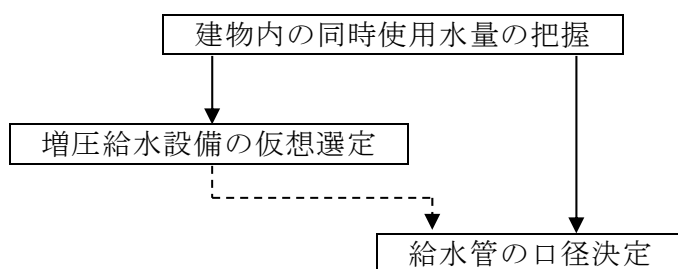 建物内の同時使用水量の把握
増圧給水設備の仮想選定
給水管の口径決定